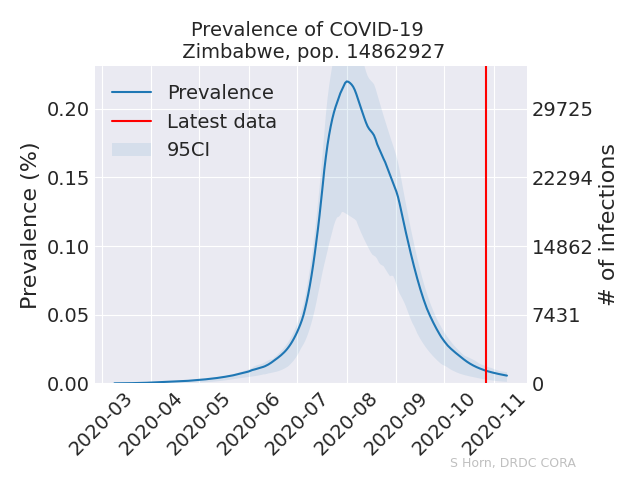 Prevalence of COVID-19
Zimbabwe, pop. 14862927
Prevalence
Latest data
95CI
Prevalence (%)
0.20
0.15
0.10
0.05
0.00
29725
22294
14862
7431
0
# of infections
2020-03
2020-04
2020-05
2020-06
2020-07
2020-08
2020-09
2020-10
2020-11
S Horn, DRDC CORA